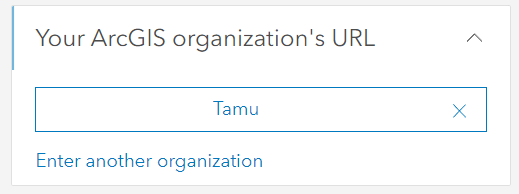 Your ArcGIS organization's URL
Tamu
Enter another organization